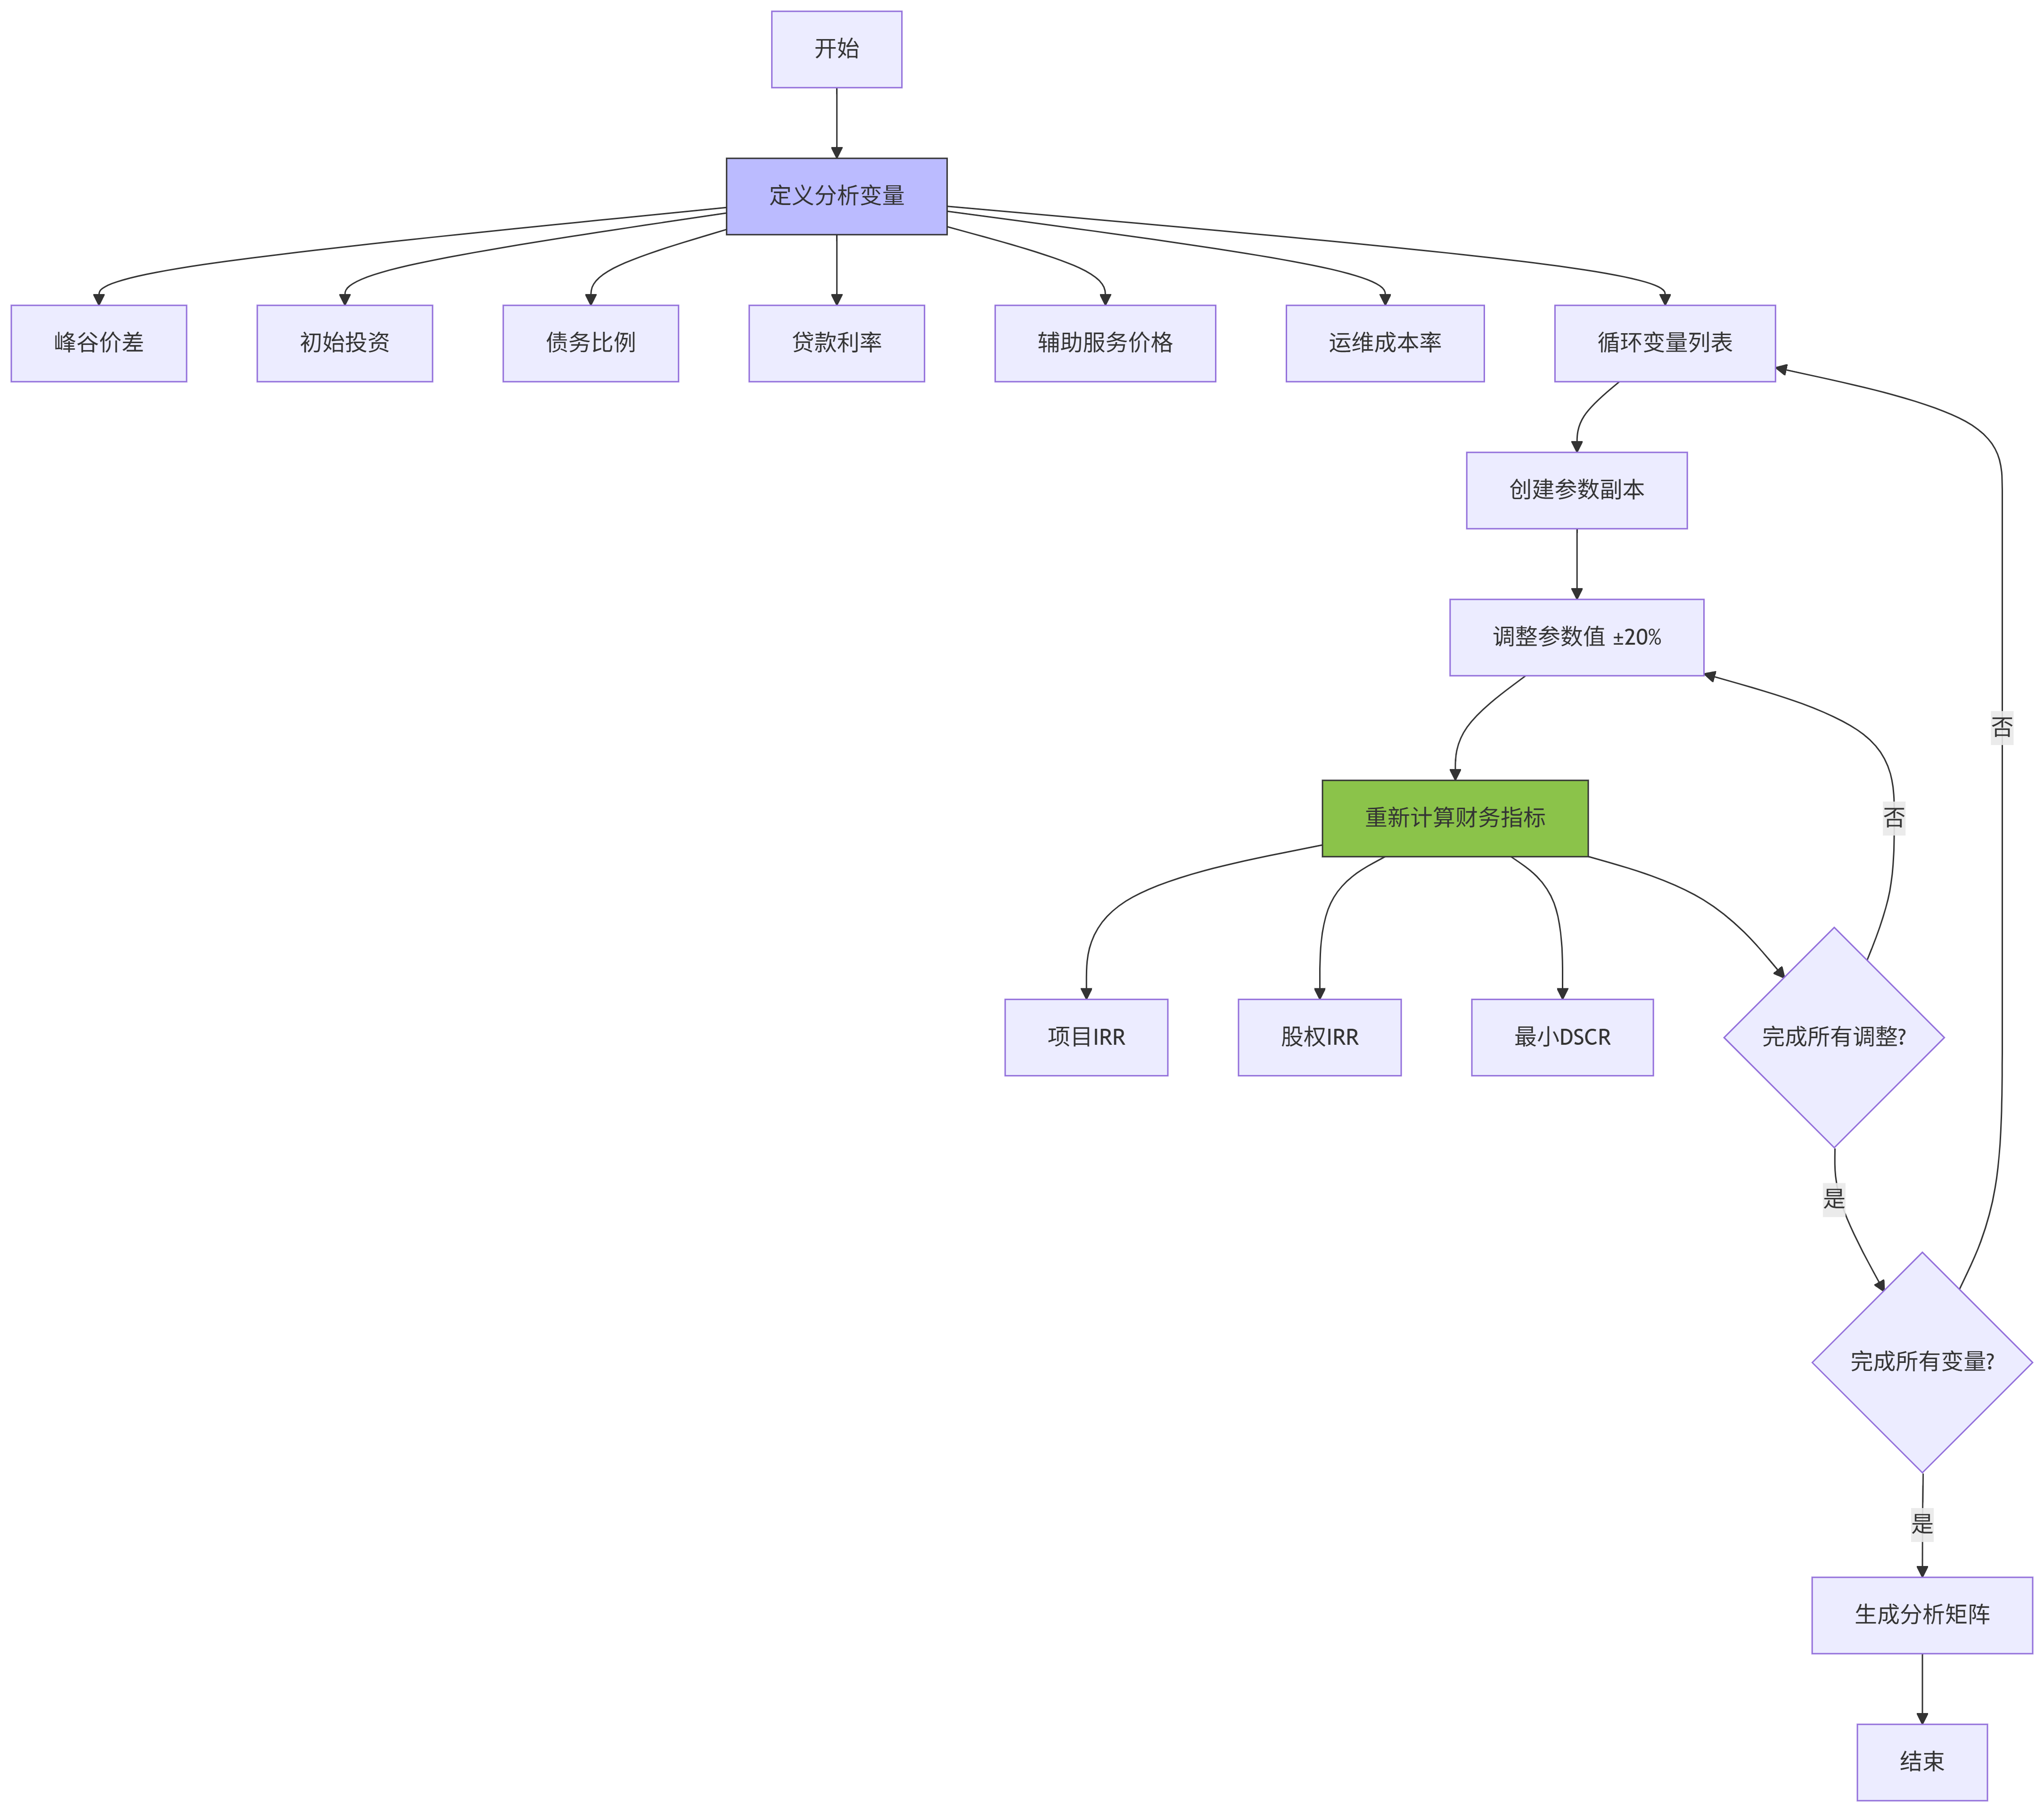 开始
定义分析变量
峰谷价差
初始投资
债务比例
贷款利率
辅助服务价格
运维成本率
循环变量列表
创建参数副本
调整参数值 ±20%
否
重新计算财务指标
否
项目IRR
股权IRR
最小DSCR
完成所有调整?
是
完成所有变量?
是
生成分析矩阵
结束